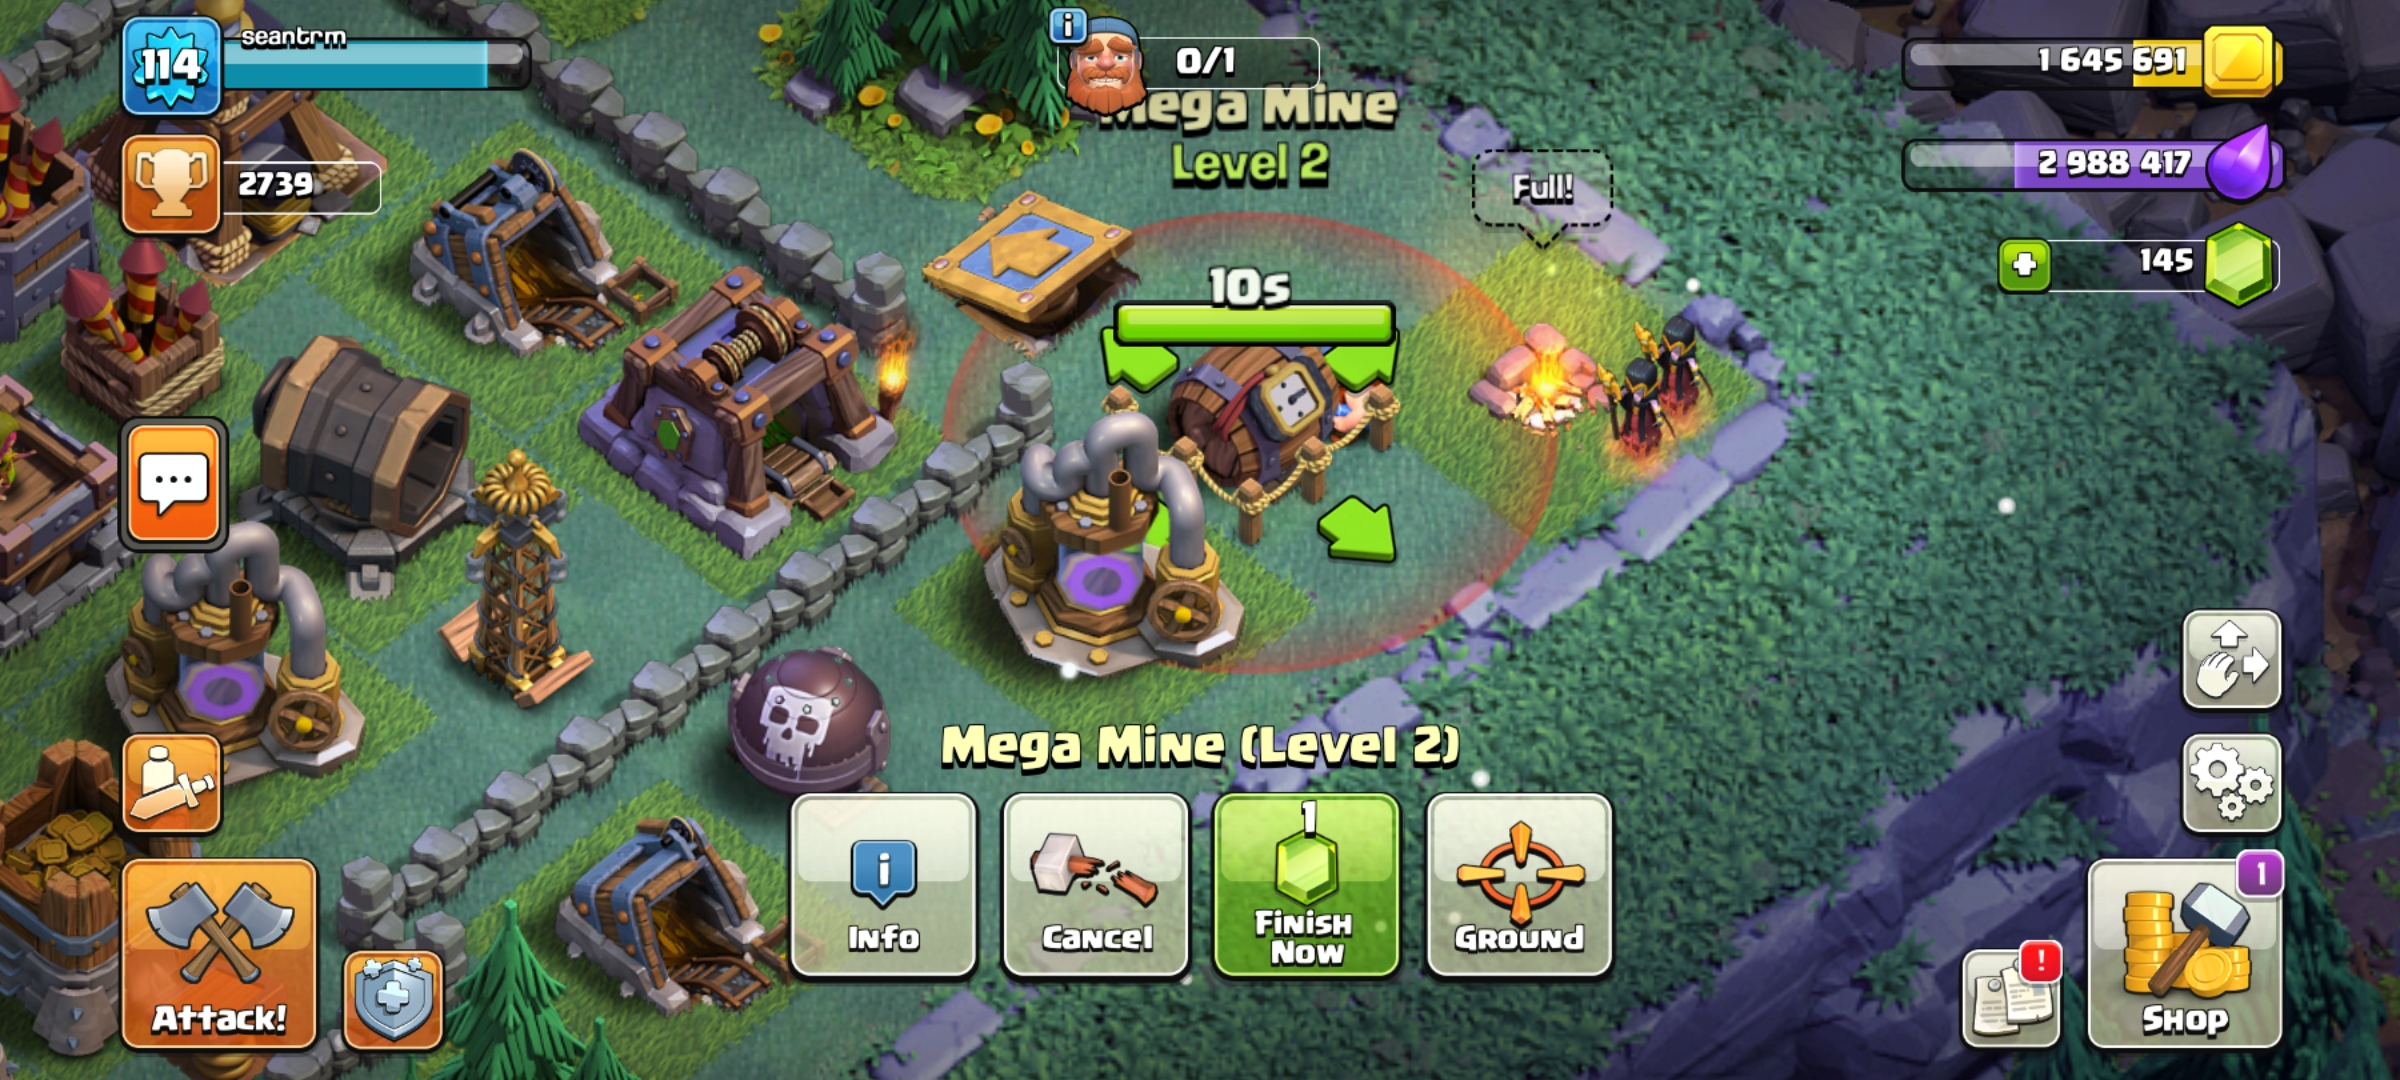 114
seantrm
0/1
1 645 691
Mega Mine
Level 2
2739
Full!
2 988 417
145
10s
Mega Mine (Level 2)
1
Info
Cancel
Finish
Now
Ground
Attack!
1
!
Shop